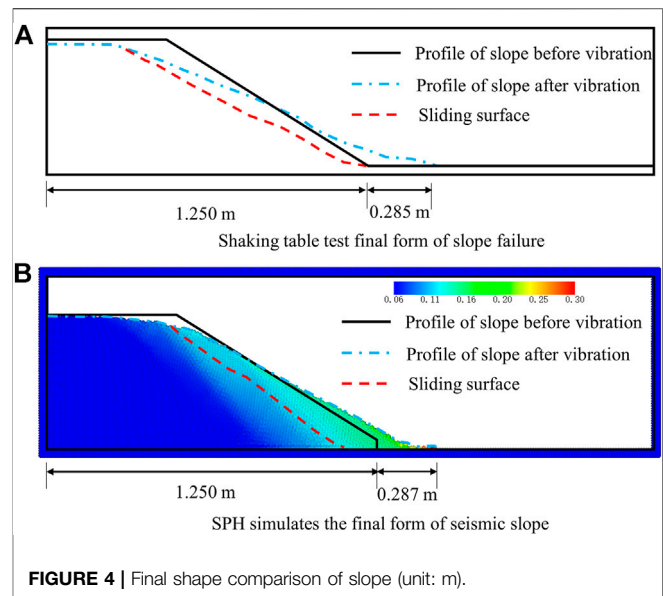 A
Profile of slope before vibration
Profile of slope after vibration
Sliding surface
1.250 m
0.285 m
Shaking table test final form of slope failure
B
0.06 0.11 0.16 0.20 0.25 0.30
Profile of slope before vibration
Profile of slope after vibration
Sliding surface
1.250 m
0.287 m
SPH simulates the final form of seismic slope
FIGURE 4 | Final shape comparison of slope (unit: m).